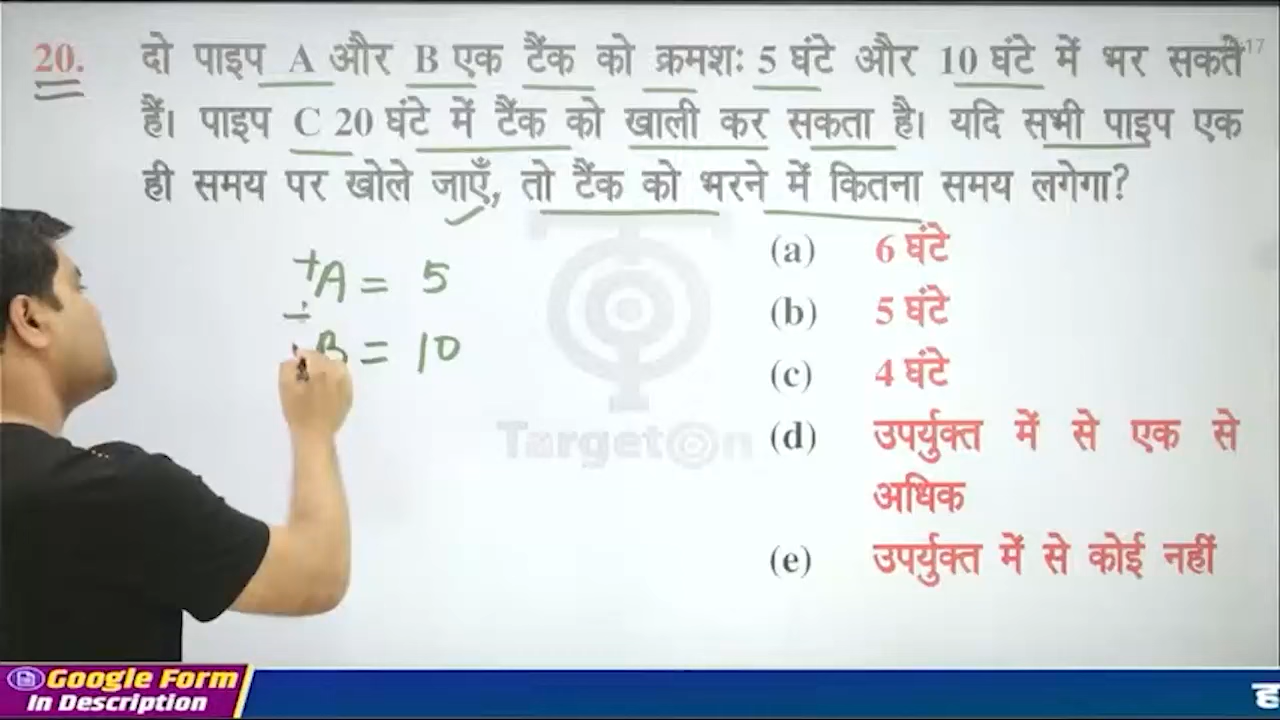 20. दो पाइप A और B एक टैंक को क्रमशः 5 घंटे और 10 घंटे में भर सकते
हैं। पाइप C 20 घंटे में टैंक को खाली कर सकता है। यदि सभी पाइप एक
ही समय पर खोले जाएँ, तो टैंक को भरने में कितना समय लगेगा?
(a) 6 घंटे
(b) 5 घंटे
(c) 4 घंटे
(d) उपर्युक्त में से एक से
अधिक
(e) उपर्युक्त में से कोई नहीं
+A = 5
B = 10
TargetOn
Google Form
In Description